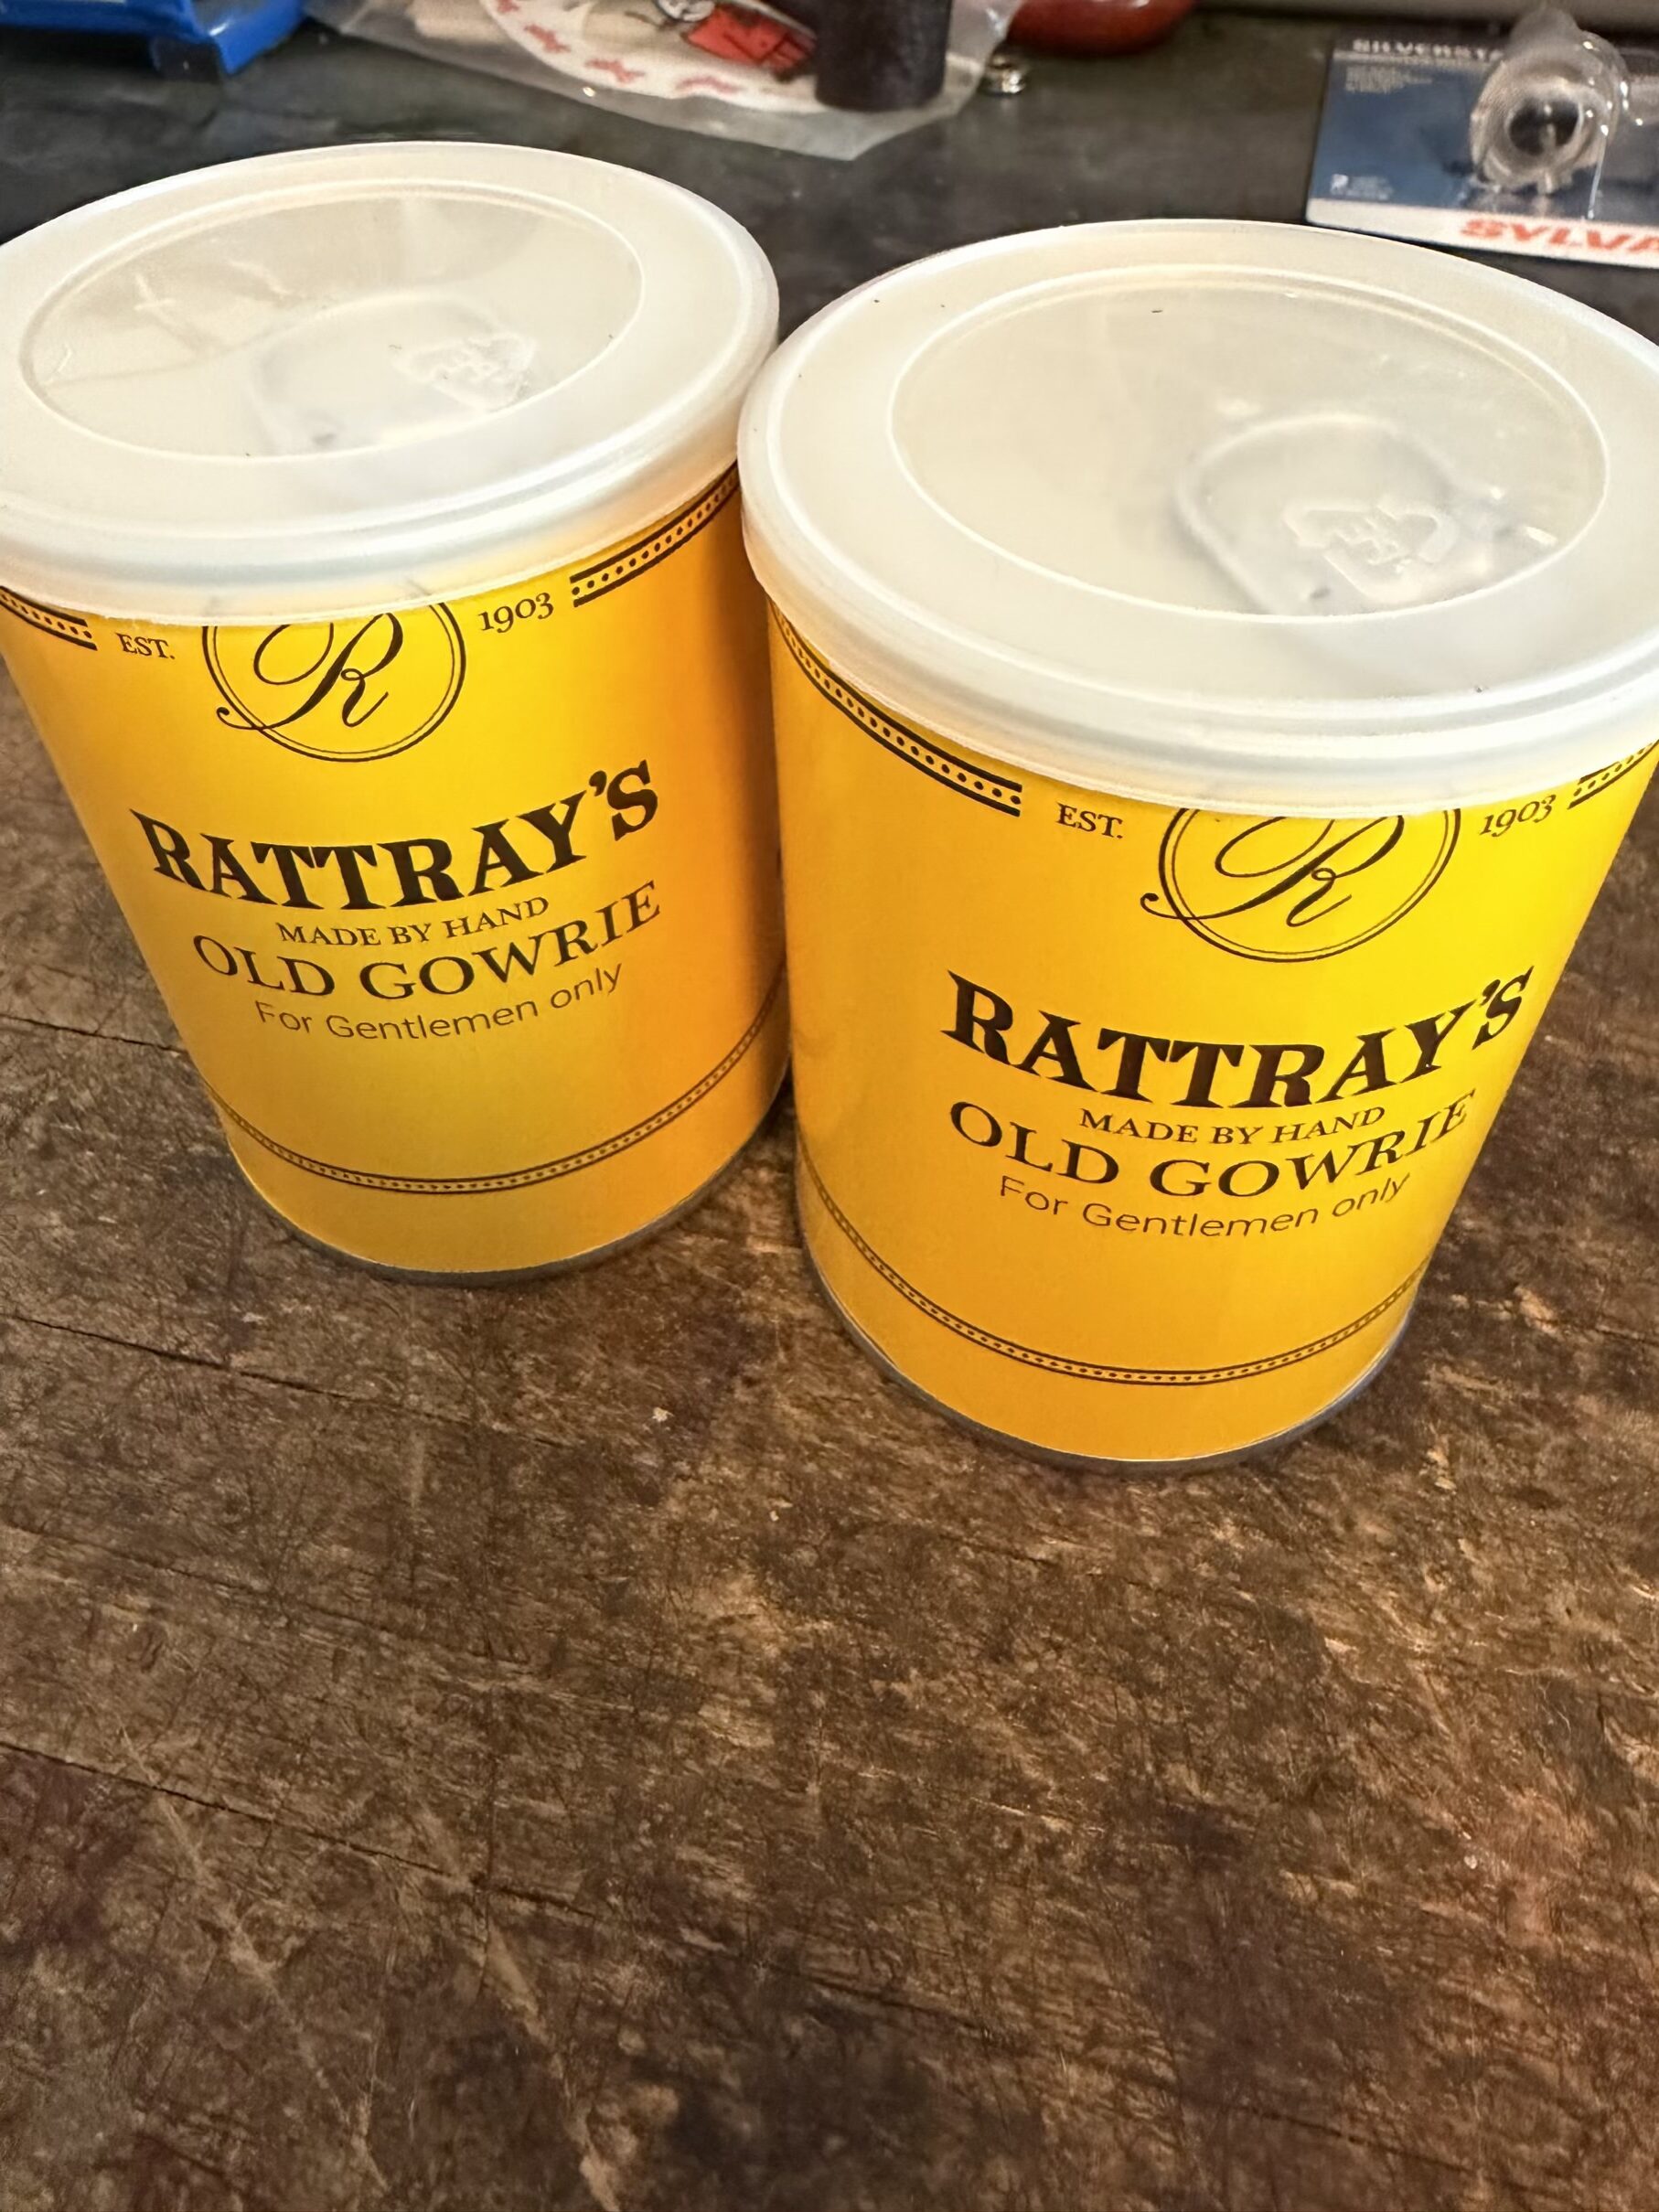 SILVERSTA
SYLVA
EST. R 1903
RATTRAY'S
MADE BY HAND
OLD GOWRIE
For Gentlemen only
EST. R 1903
RATTRAY'S
MADE BY HAND
OLD GOWRIE
For Gentlemen only